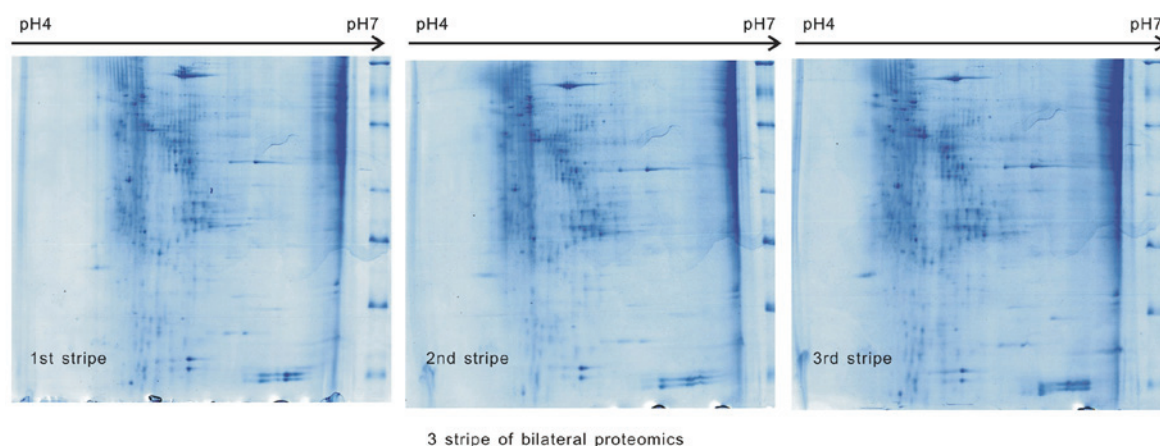 pH4 pH7 pH4 pH7 pH4 pH7
1st stripe 2nd stripe 3rd stripe
3 stripe of bilateral proteomics